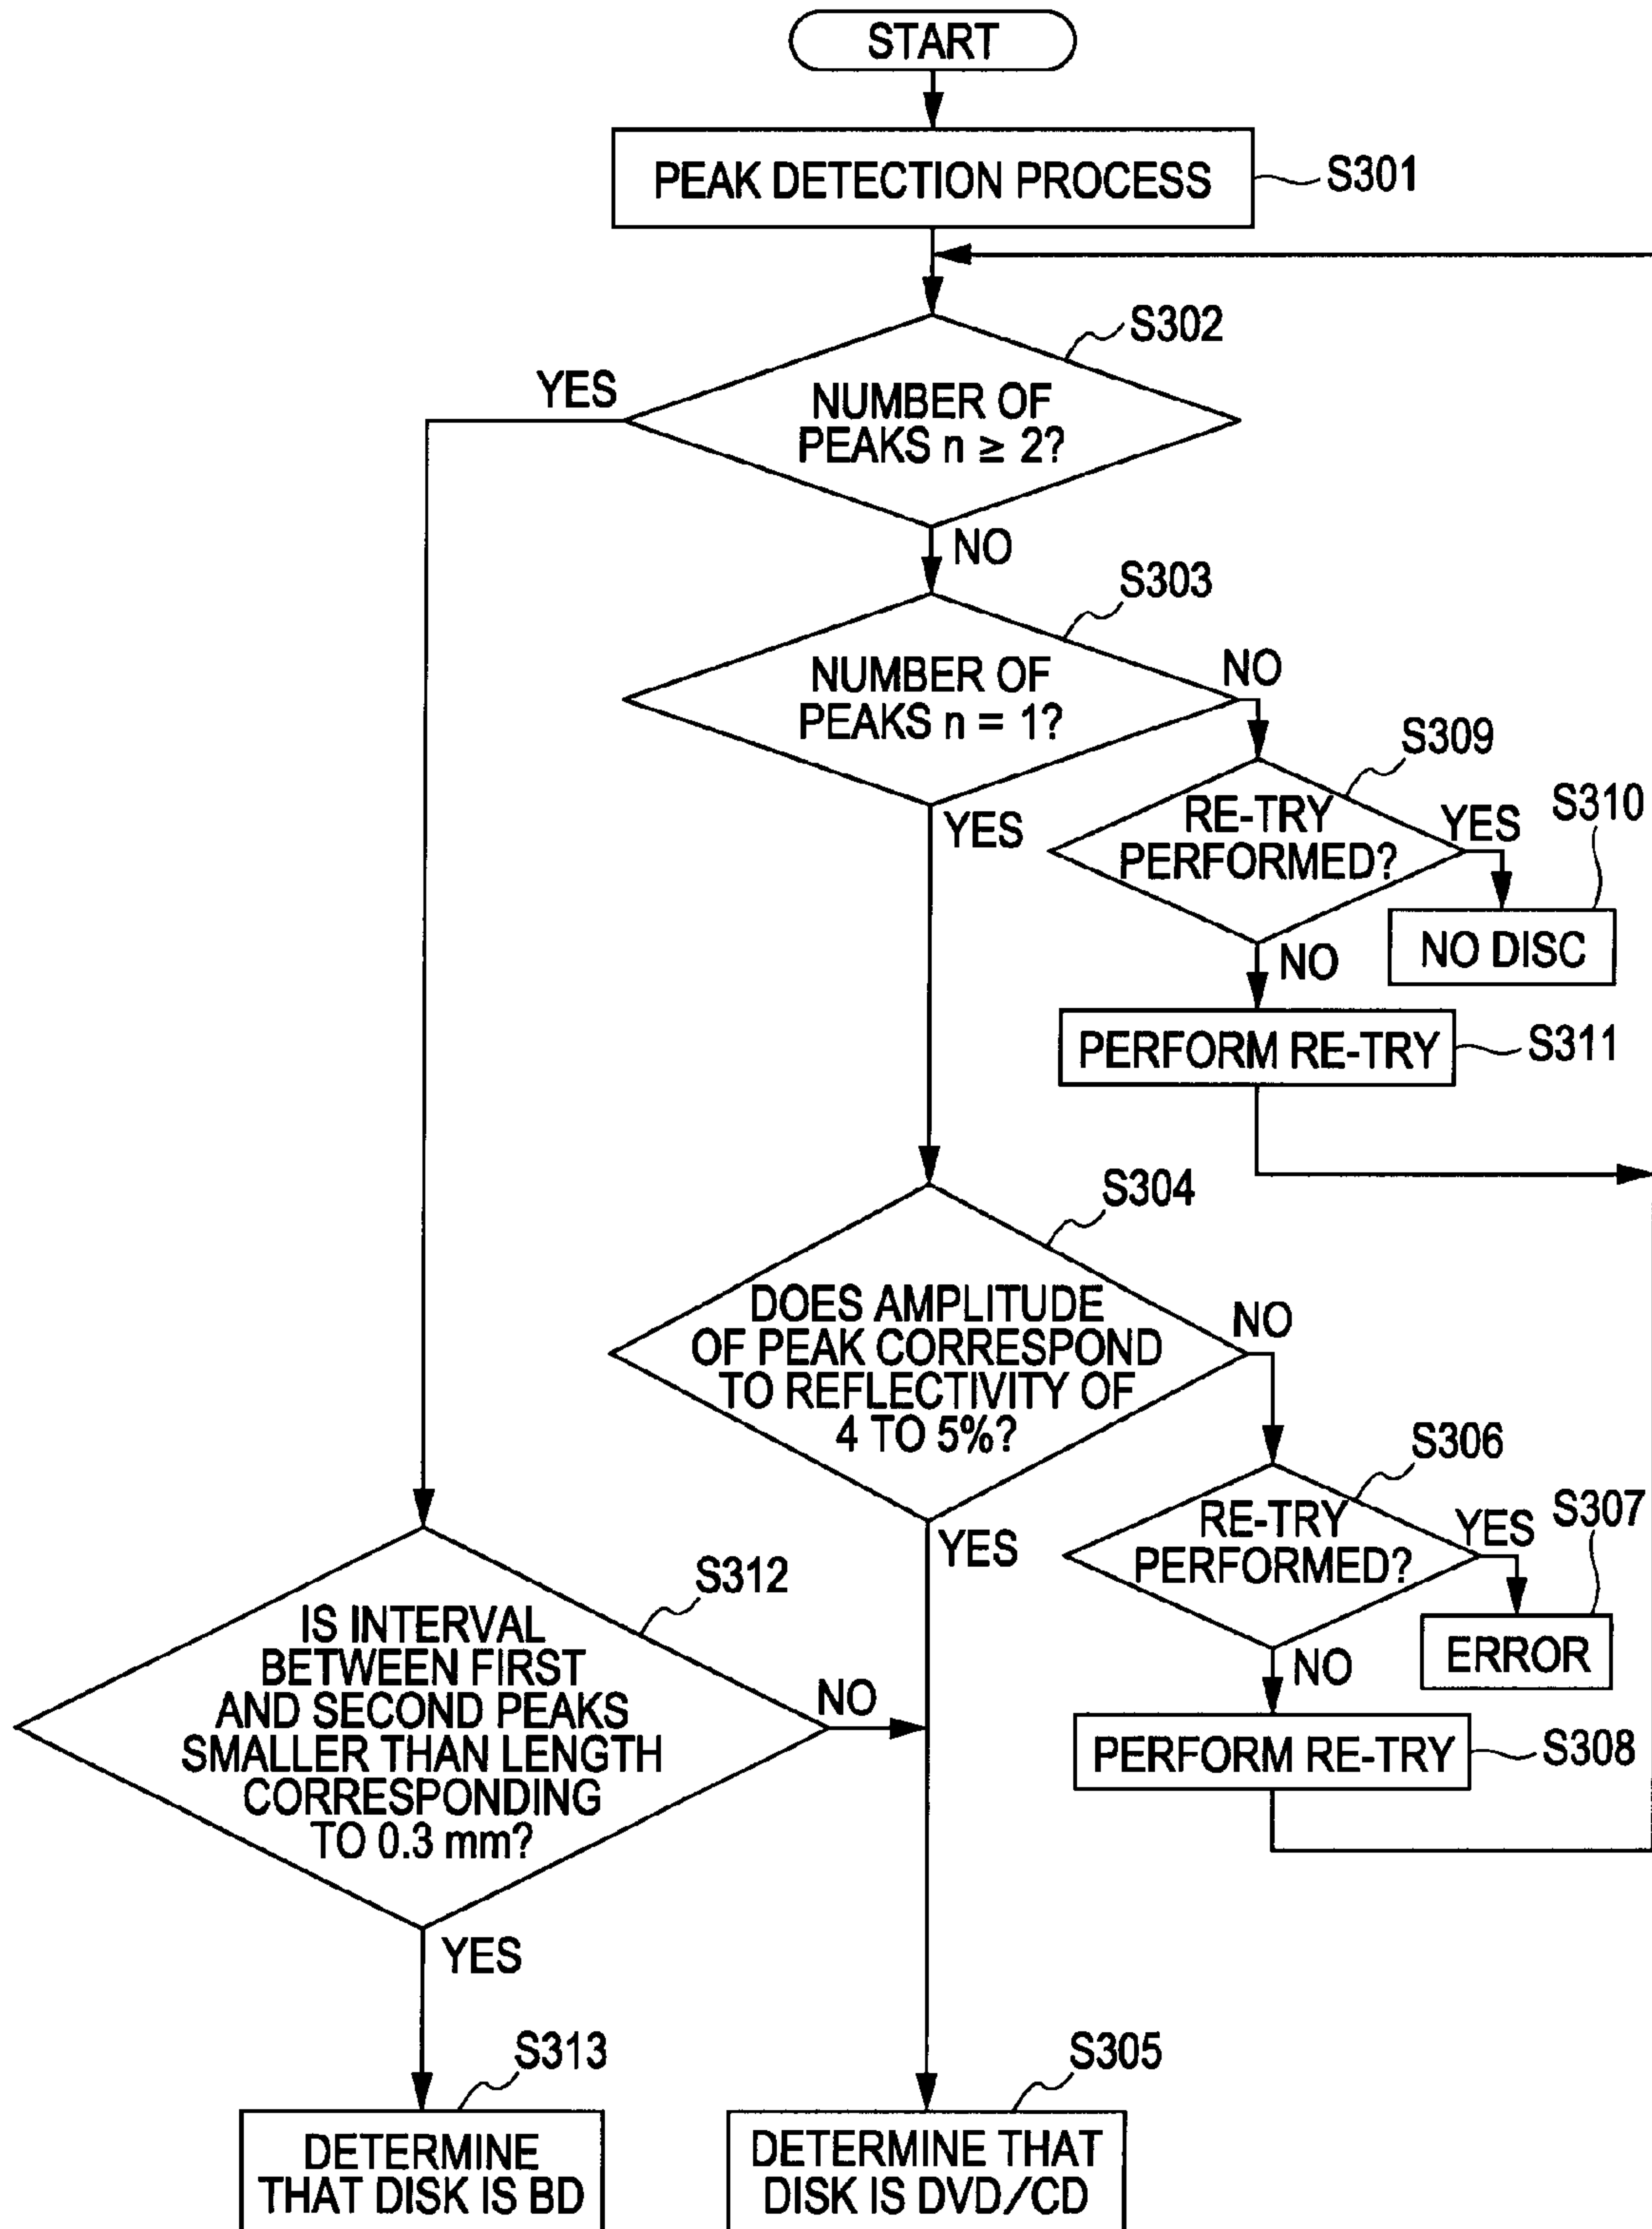 START
PEAK DETECTION PROCESS
S301
S302
YES
NUMBER OF
PEAKS n ≥ 2?
NO
S303
NUMBER OF
PEAKS n = 1?
NO
YES
S309
RE-TRY
PERFORMED?
YES
S310
NO DISC
NO
PERFORM RE-TRY
S311
S304
DOES AMPLITUDE
OF PEAK CORRESPOND
TO REFLECTIVITY OF
4 TO 5%?
NO
YES
S306
RE-TRY
PERFORMED?
YES
S307
ERROR
NO
PERFORM RE-TRY
S308
S312
IS INTERVAL
BETWEEN FIRST
AND SECOND PEAKS
SMALLER THAN LENGTH
CORRESPONDING
TO 0.3 mm?
NO
YES
S313
DETERMINE
THAT DISK IS BD
S305
DETERMINE THAT
DISK IS DVD/CD